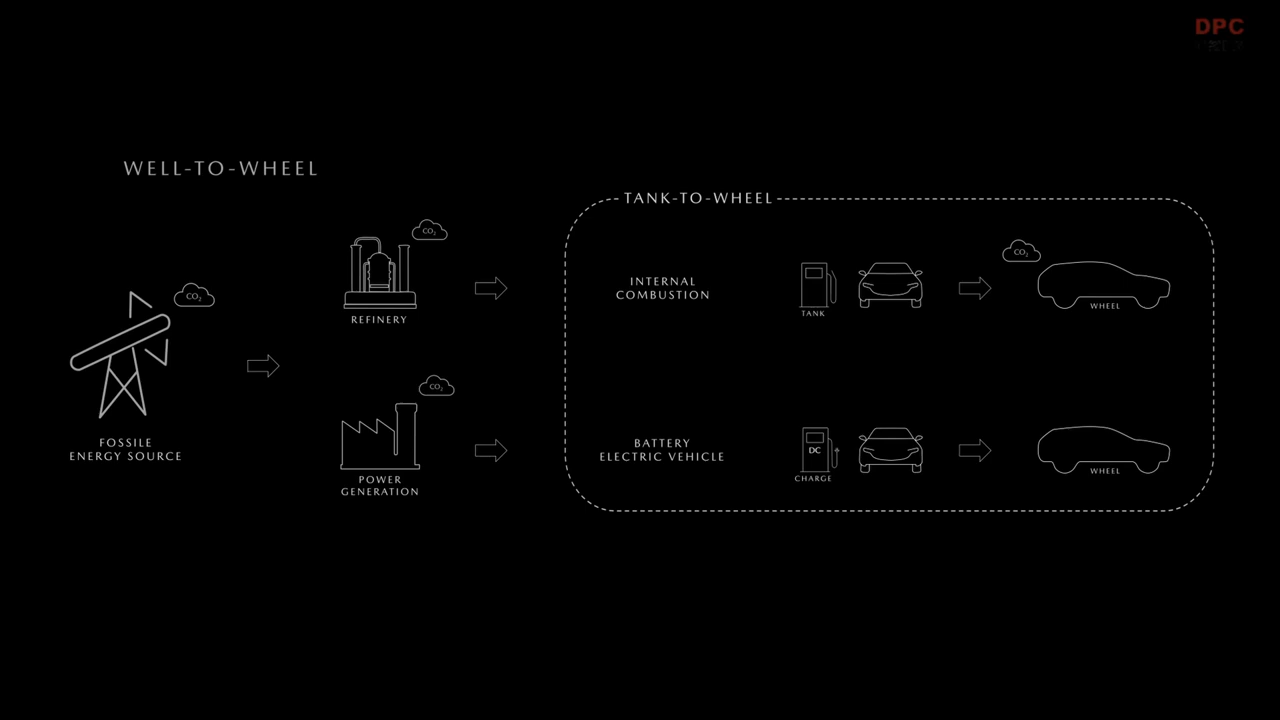 DPC
WELL-TO-WHEEL
TANK-TO-WHEEL
CO₂
CO₂
INTERNAL
COMBUSTION
CO₂
REFINERY
TANK
WHEEL
CO₂
FOSSILE
ENERGY SOURCE
POWER
GENERATION
BATTERY
ELECTRIC VEHICLE
DC
CHARGE
WHEEL